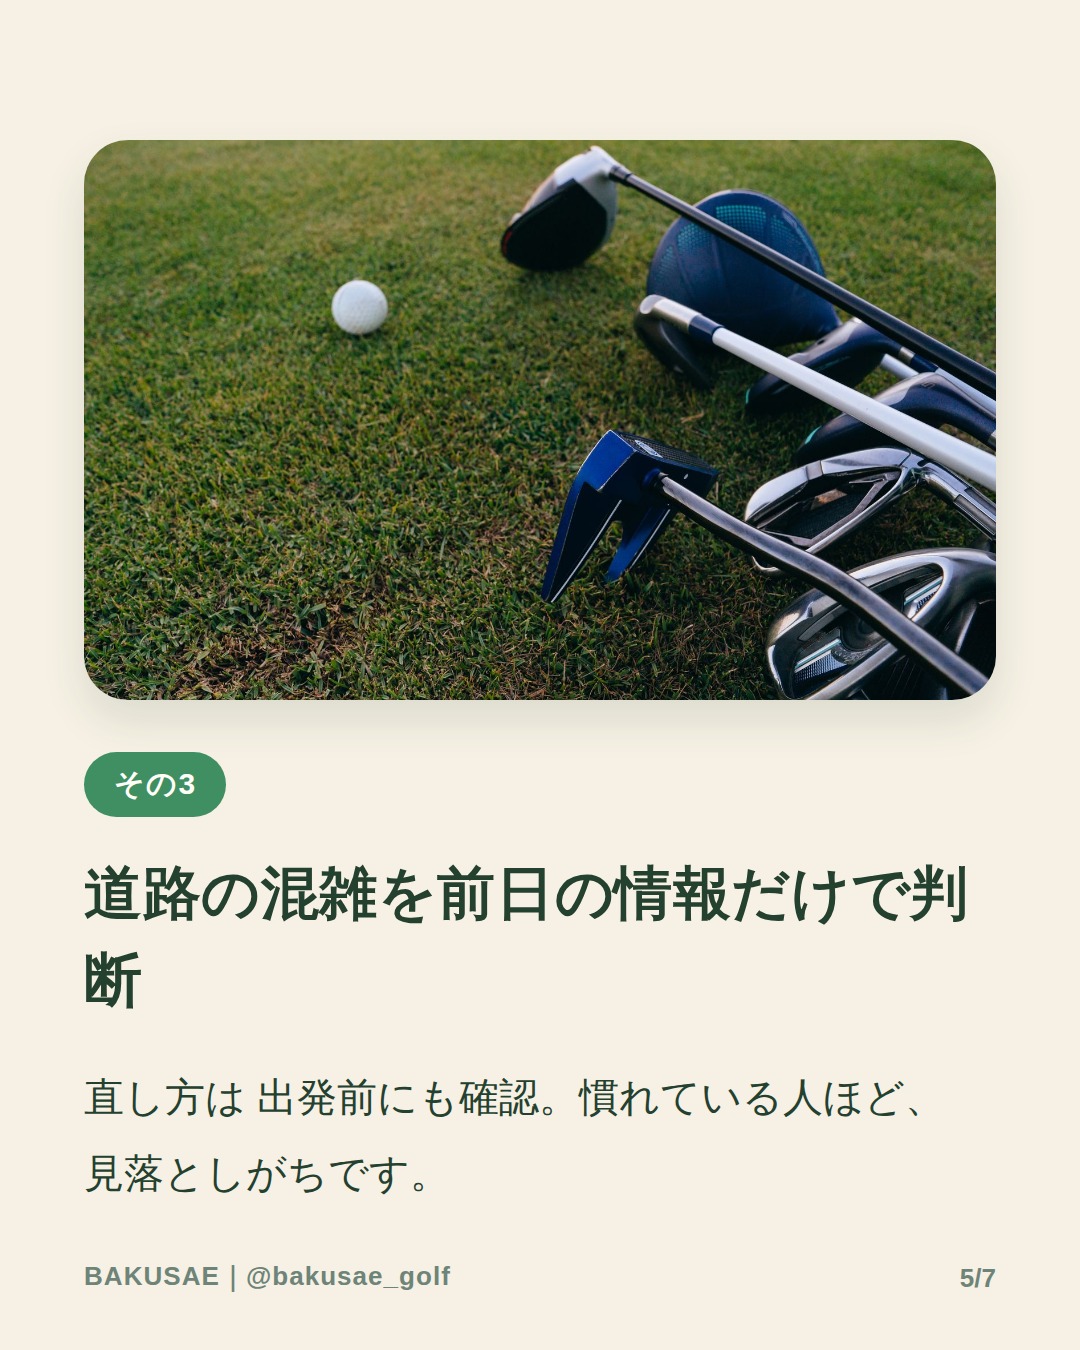 その3
道路の混雑を前日の情報だけで判
断
直し方は 出発前にも確認。慣れている人ほど、
見落としがちです。
BAKUSAE | @bakusae_golf
5/7